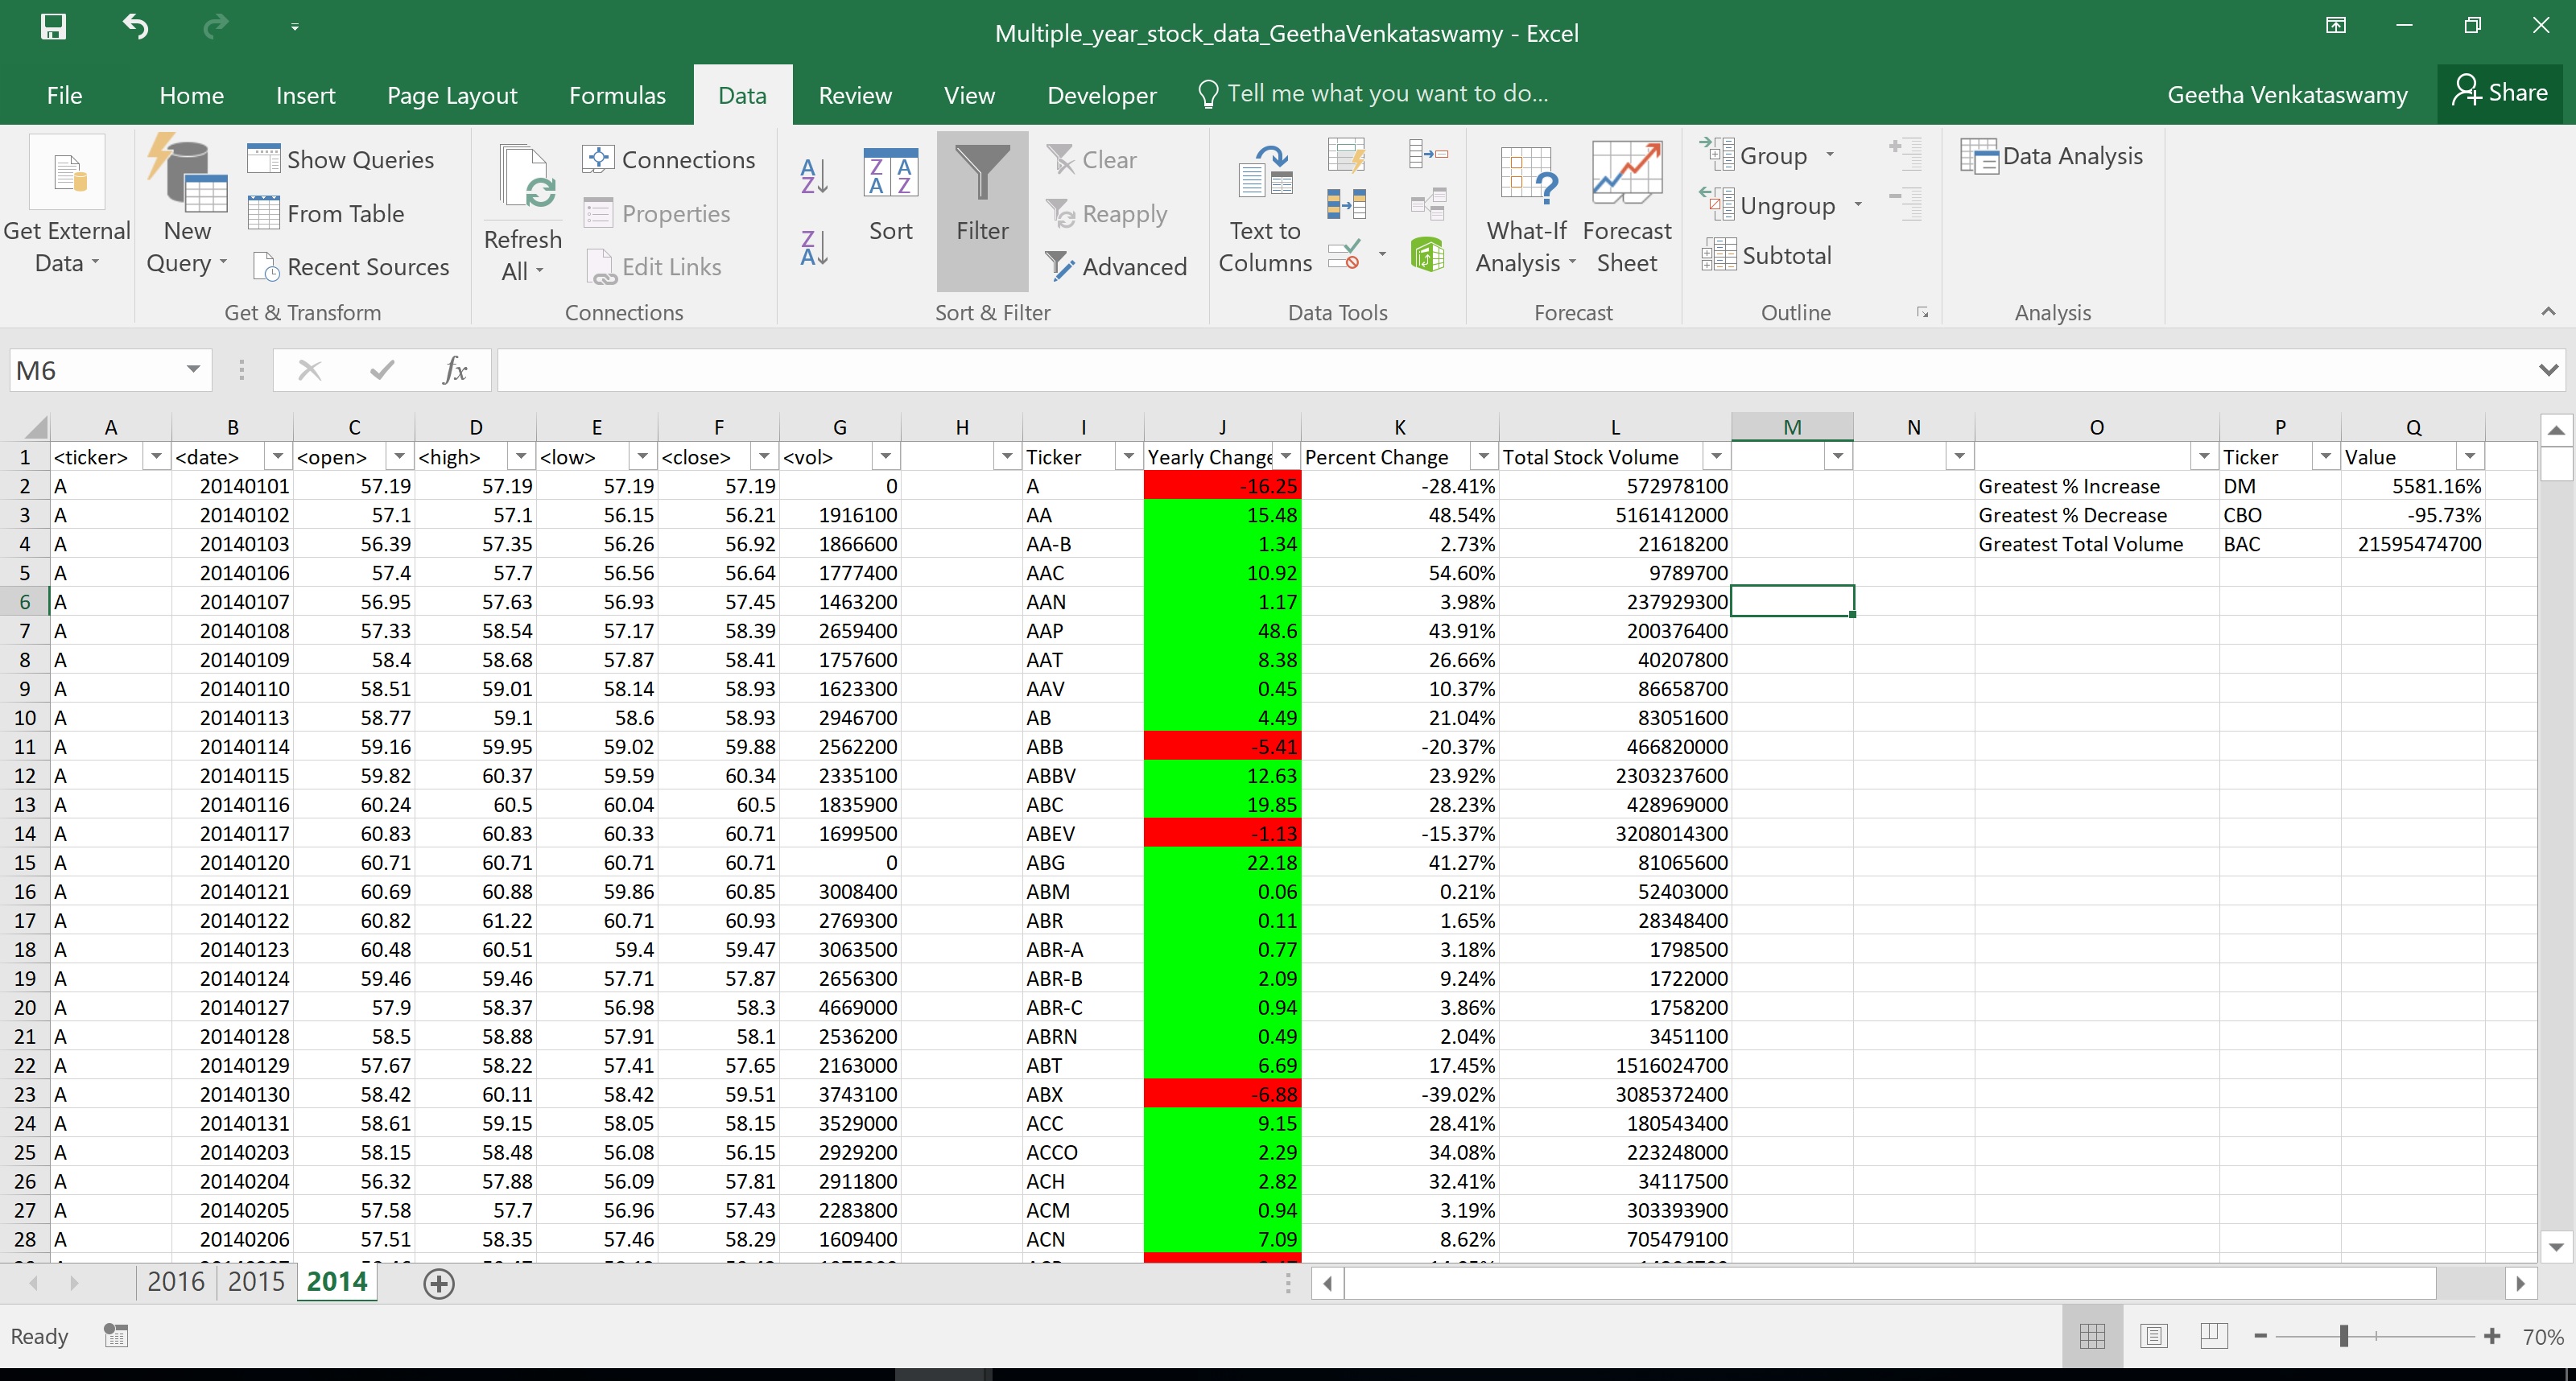 Multiple_year_stock_data_GeethaVenkataswamy - Excel
File Home Insert Page Layout Formulas Data Review View Developer Tell me what you want to do... Geetha Venkataswamy Share
Get External Data
New Query
Show Queries
From Table
Recent Sources
Get & Transform
Refresh All
Connections
Properties
Edit Links
Connections
Sort
Filter
Clear
Reapply
Advanced
Sort & Filter
Text to Columns
Data Tools
What-If Analysis
Forecast Sheet
Forecast
Group
Ungroup
Subtotal
Outline
Data Analysis
Analysis
M6 fx
A B C D E F G H I J K L M N O P Q
1 <ticker> <date> <open> <high> <low> <close> <vol> Ticker Yearly Change Percent Change Total Stock Volume Ticker Value
2 A 20140101 57.19 57.19 57.19 57.19 0 A -16.25 -28.41% 572978100 Greatest % Increase DM 5581.16%
3 A 20140102 57.1 57.1 56.15 56.21 1916100 AA 15.48 48.54% 5161412000 Greatest % Decrease CBO -95.73%
4 A 20140103 56.39 57.35 56.26 56.92 1866600 AA-B 1.34 2.73% 21618200 Greatest Total Volume BAC 21595474700
5 A 20140106 57.4 57.7 56.56 56.64 1777400 AAC 10.92 54.60% 9789700
6 A 20140107 56.95 57.63 56.93 57.45 1463200 AAN 1.17 3.98% 237929300
7 A 20140108 57.33 58.54 57.17 58.39 2659400 AAP 48.6 43.91% 200376400
8 A 20140109 58.4 58.68 57.87 58.41 1757600 AAT 8.38 26.66% 40207800
9 A 20140110 58.51 59.01 58.14 58.93 1623300 AAV 0.45 10.37% 86658700
10 A 20140113 58.77 59.1 58.6 58.93 2946700 AB 4.49 21.04% 83051600
11 A 20140114 59.16 59.95 59.02 59.88 2562200 ABB -5.41 -20.37% 466820000
12 A 20140115 59.82 60.37 59.59 60.34 2335100 ABBV 12.63 23.92% 2303237600
13 A 20140116 60.24 60.5 60.04 60.5 1835900 ABC 19.85 28.23% 428969000
14 A 20140117 60.83 60.83 60.33 60.71 1699500 ABEV -1.13 -15.37% 3208014300
15 A 20140120 60.71 60.71 60.71 60.71 0 ABG 22.18 41.27% 81065600
16 A 20140121 60.69 60.88 59.86 60.85 3008400 ABM 0.06 0.21% 52403000
17 A 20140122 60.82 61.22 60.71 60.93 2769300 ABR 0.11 1.65% 28348400
18 A 20140123 60.48 60.51 59.4 59.47 3063500 ABR-A 0.77 3.18% 1798500
19 A 20140124 59.46 59.46 57.71 57.87 2656300 ABR-B 2.09 9.24% 1722000
20 A 20140127 57.9 58.37 56.98 58.3 4669000 ABR-C 0.94 3.86% 1758200
21 A 20140128 58.5 58.88 57.91 58.1 2536200 ABRN 0.49 2.04% 3451100
22 A 20140129 57.67 58.22 57.41 57.65 2163000 ABT 6.69 17.45% 1516024700
23 A 20140130 58.42 60.11 58.42 59.51 3743100 ABX -6.88 -39.02% 3085372400
24 A 20140131 58.61 59.15 58.05 58.15 3529000 ACC 9.15 28.41% 180543400
25 A 20140203 58.15 58.48 56.08 56.15 2929200 ACCO 2.29 34.08% 223248000
26 A 20140204 56.32 57.88 56.09 57.81 2911800 ACH 2.82 32.41% 34117500
27 A 20140205 57.58 57.7 56.96 57.43 2283800 ACM 0.94 3.19% 303393900
28 A 20140206 57.51 58.35 57.46 58.29 1609400 ACN 7.09 8.62% 705479100
2016 2015 2014
Ready 70%